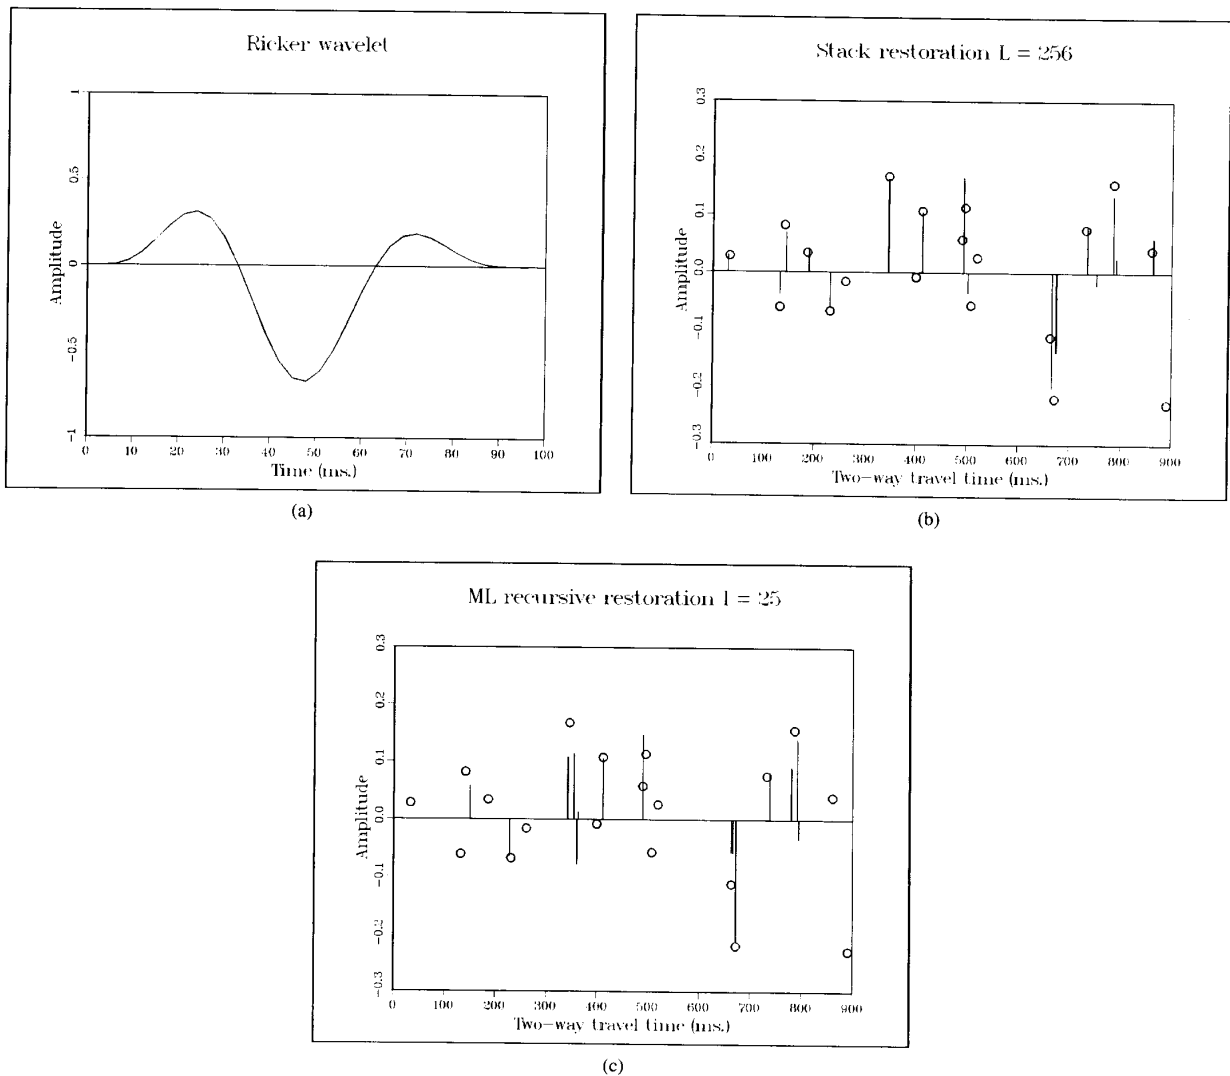 Ricker wavelet
Amplitude
1
0.5
0
−0.5
−1
0 10 20 30 40 50 60 70 80 90 100
Time (ms.)
(a)
Stack restoration L = 256
Amplitude
0.3
0.2
0.1
0.0
−0.1
−0.2
−0.3
0 100 200 300 400 500 600 700 800 900
Two−way travel time (ms.)
(b)
ML recursive restoration l = 25
Amplitude
0.3
0.2
0.1
0.0
−0.1
−0.2
−0.3
0 100 200 300 400 500 600 700 800 900
Two−way travel time (ms.)
(c)